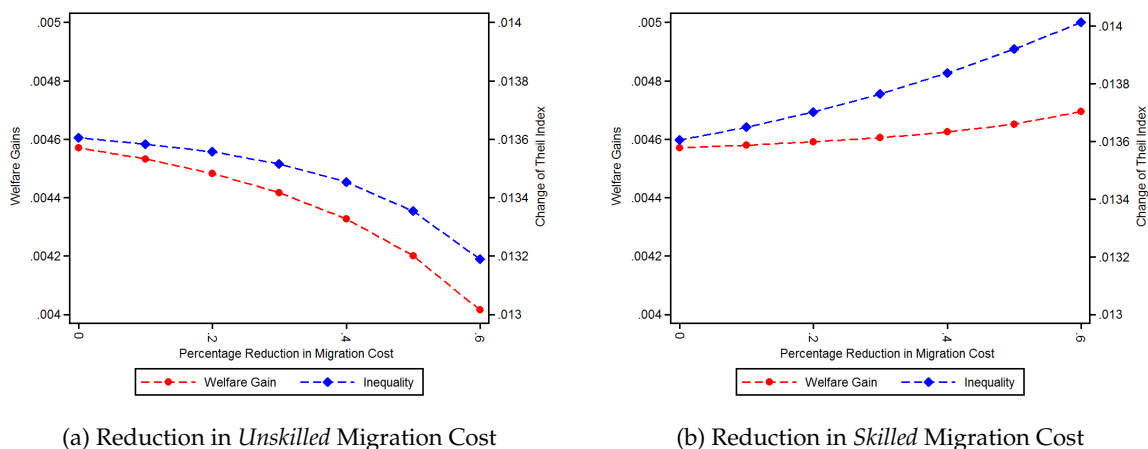 .005
.0048
.0046
.0044
.0042
.004
Welfare Gains
.014
.0138
.0136
.0134
.0132
.013
Change of Theil Index
0
.2
.4
.6
Percentage Reduction in Migration Cost
Welfare Gain
Inequality
(a) Reduction in Unskilled Migration Cost
.005
.0048
.0046
.0044
.0042
.004
Welfare Gains
.014
.0138
.0136
.0134
.0132
.013
Change of Theil Index
0
.2
.4
.6
Percentage Reduction in Migration Cost
Welfare Gain
Inequality
(b) Reduction in Skilled Migration Cost